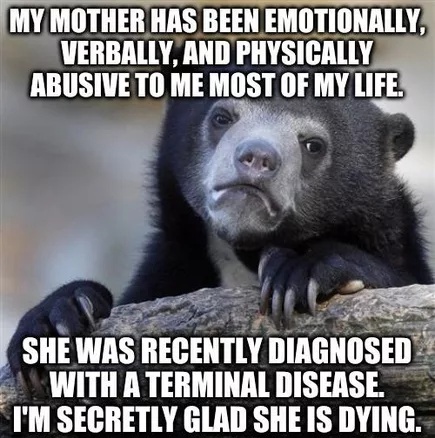 MY MOTHER HAS BEEN EMOTIONALLY,
VERBALLY, AND PHYSICALLY
ABUSIVE TO ME MOST OF MY LIFE.
SHE WAS RECENTLY DIAGNOSED
WITH A TERMINAL DISEASE.
I'M SECRETLY GLAD SHE IS DYING.